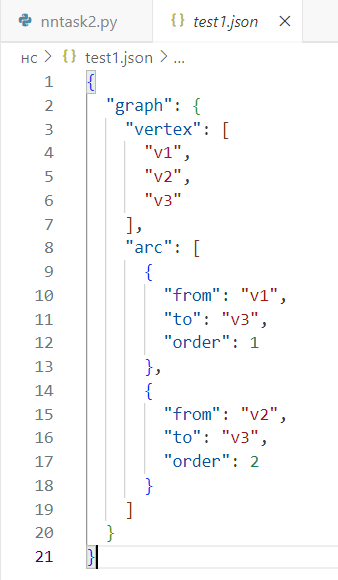 nntask2.py {} test1.json ×
нс > {} test1.json > ...
1 {
2 "graph": {
3 "vertex": [
4 "v1",
5 "v2",
6 "v3"
7 ],
8 "arc": [
9 {
10 "from": "v1",
11 "to": "v3",
12 "order": 1
13 },
14 {
15 "from": "v2",
16 "to": "v3",
17 "order": 2
18 }
19 ]
20 }
21 }